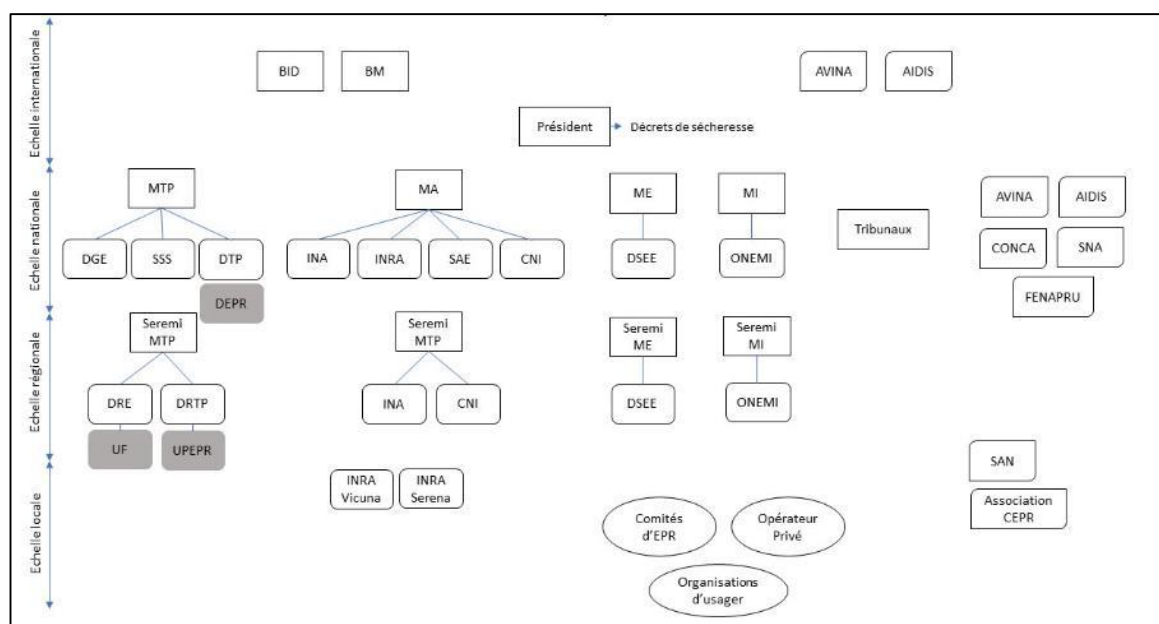 Echelle internationale
BID
BM
AVINA
AIDIS
Président
Décrets de sécheresse
Echelle nationale
MTP
MA
ME
MI
Tribunaux
AVINA
AIDIS
DGE
SSS
DTP
INA
INRA
SAE
CNI
DSEE
ONEMI
CONCA
SNA
DEPR
FENAPRU
Echelle régionale
Seremi
MTP
Seremi
MTP
Seremi
ME
Seremi
MI
DRE
DRTP
INA
CNI
DSEE
ONEMI
UF
UPEPR
SAN
Echelle locale
INRA
Vicuna
INRA
Serena
Association
CEPR
Comités
d'EPR
Opérateur
Privé
Organisations
d'usager